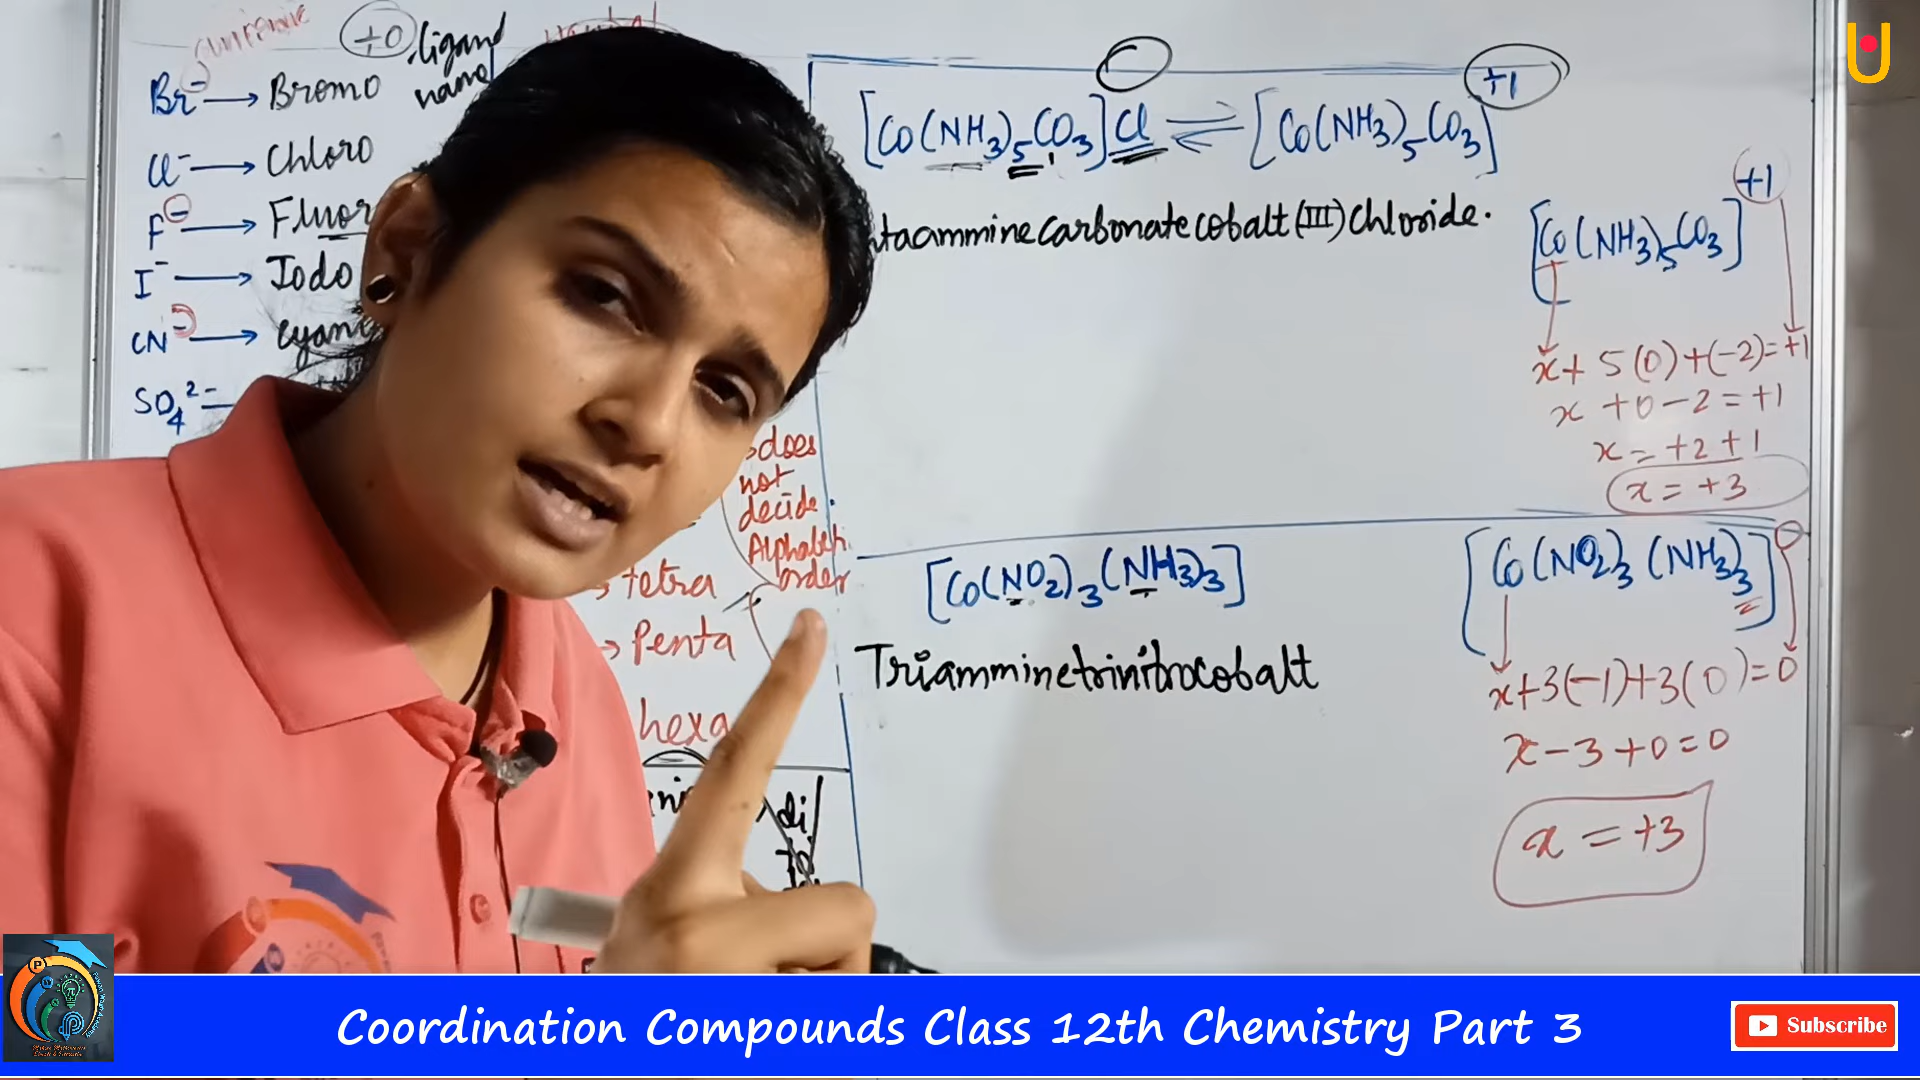 +0 ligand
name
Br⁻ → Bromo
Cl⁻ → Chloro
F⁻ → Fluor
I⁻ → Iodo
CN⁻ → Cyan
SO₄²⁻
does
not
decide
Alphabeti
order
tetra
→ Penta
hexa
di/
[Co(NH₃)₅CO₃]Cl ⇌ [Co(NH₃)₅CO₃]+1
ntaammine carbonate cobalt (III) chloride.
[Co(NH₃)₅CO₃]+1
x + 5(0)+(-2)=+1
x +0-2=+1
x = +2+1
x = +3
[Co(NO₂)₃(NH₃)₃]
Triamminetrinitrocobalt
[Co(NO₂)₃(NH₃)₃]
x+3(-1)+3(0)=0
x-3+0=0
x = +3
Coordination Compounds Class 12th Chemistry Part 3
Subscribe